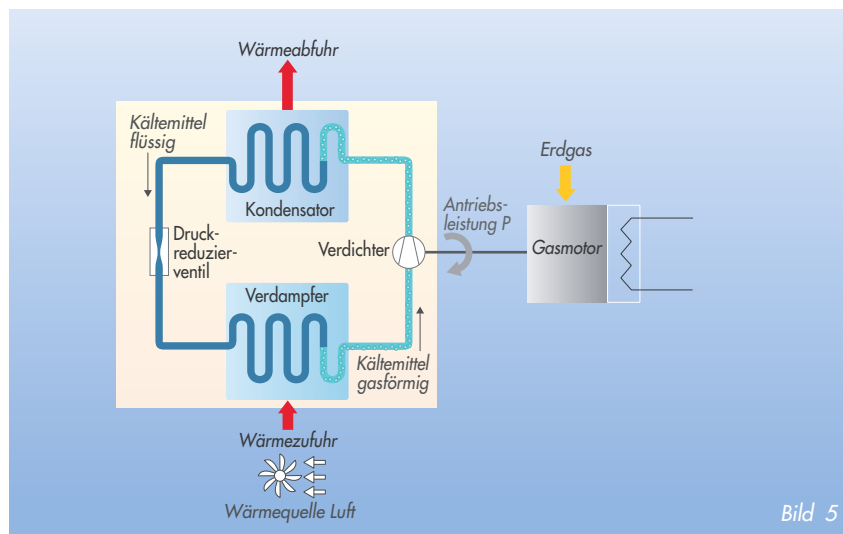 Wärmeabfuhr
Kältemittel
flüssig
Kondensator
Erdgas
Antriebs-
leistung P
Druck-
reduzier-
ventil
Verdichter
Gasmotor
Verdampfer
Kältemittel
gasförmig
Wärmezufuhr
Wärmequelle Luft
Bild 5